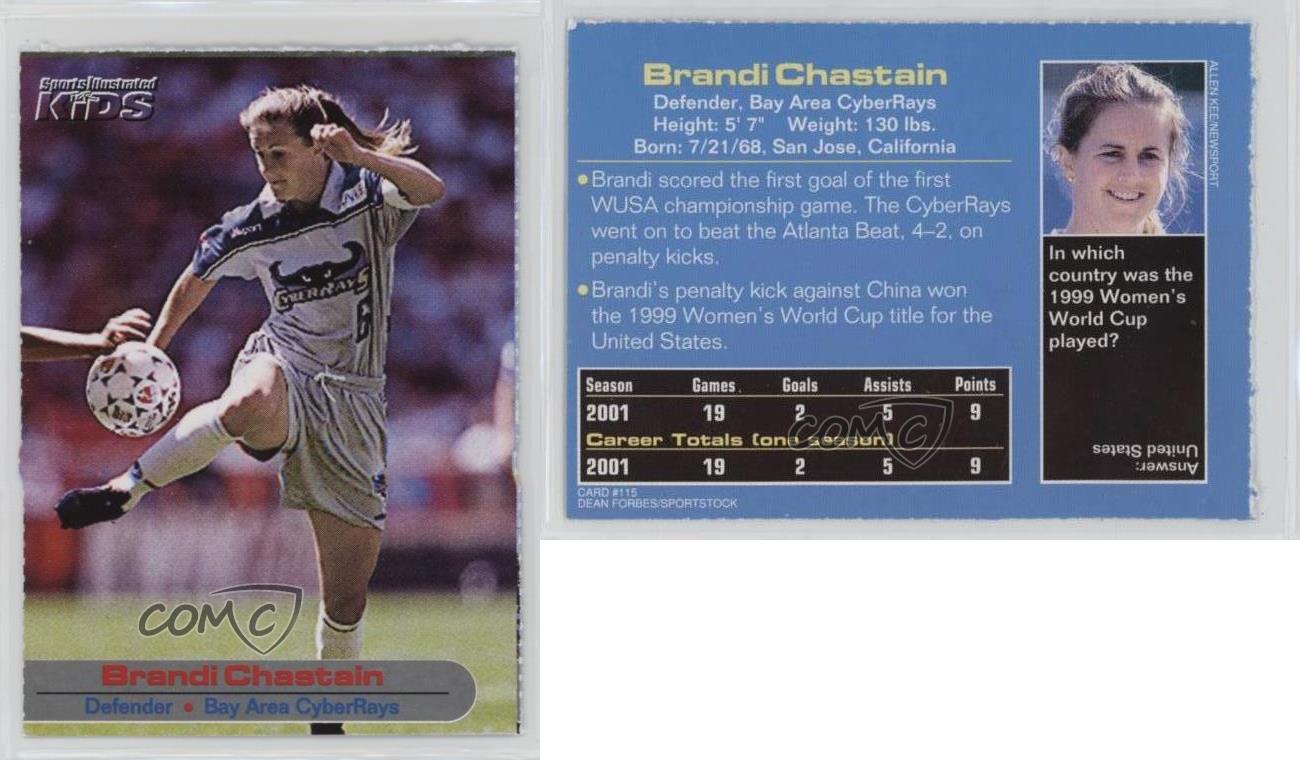 Sports Illustrated
for
KIDS
CYBERRAYS
6
COMC
Brandi Chastain
Defender • Bay Area CyberRays
Brandi Chastain
Defender, Bay Area CyberRays
Height: 5' 7" Weight: 130 lbs.
Born: 7/21/68, San Jose, California
• Brandi scored the first goal of the first
WUSA championship game. The CyberRays
went on to beat the Atlanta Beat, 4–2, on
penalty kicks.
• Brandi's penalty kick against China won
the 1999 Women's World Cup title for the
United States.
Season Games Goals Assists Points
2001 19 2 5 9
Career Totals (one season)
2001 19 2 5 9
COMC
CARD #115
DEAN FORBES/SPORTSTOCK
ALLEN KEE/NEWSPORT
In which
country was the
1999 Women's
World Cup
played?
Answer:
United States